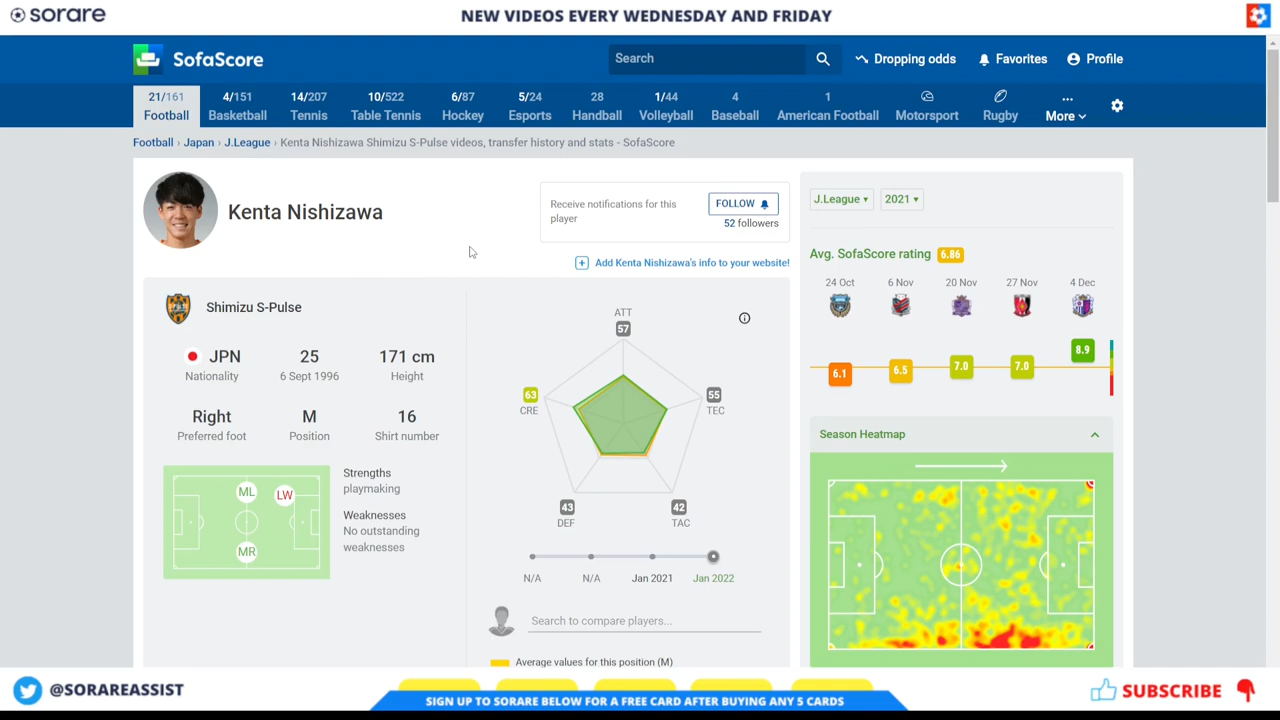 sorare
NEW VIDEOS EVERY WEDNESDAY AND FRIDAY
SofaScore
Search
Dropping odds
Favorites
Profile
21/161
Football
4/151
Basketball
14/207
Tennis
10/522
Table Tennis
6/87
Hockey
5/24
Esports
28
Handball
1/44
Volleyball
4
Baseball
1
American Football
Motorsport
Rugby
More
Football › Japan › J.League › Kenta Nishizawa Shimizu S-Pulse videos, transfer history and stats - SofaScore
Kenta Nishizawa
Receive notifications for this
player
FOLLOW
52 followers
+ Add Kenta Nishizawa's info to your website!
Shimizu S-Pulse
JPN
Nationality
25
6 Sept 1996
171 cm
Height
Right
Preferred foot
M
Position
16
Shirt number
ML
LW
MR
Strengths
playmaking
Weaknesses
No outstanding
weaknesses
ATT
57
63
CRE
55
TEC
43
DEF
42
TAC
N/A
N/A
Jan 2021
Jan 2022
Search to compare players...
Average values for this position (M)
J.League
2021
Avg. SofaScore rating 6.86
24 Oct
6 Nov
20 Nov
27 Nov
4 Dec
6.1
6.5
7.0
7.0
8.9
Season Heatmap
@SORAREASSIST
SIGN UP TO SORARE BELOW FOR A FREE CARD AFTER BUYING ANY 5 CARDS
SUBSCRIBE